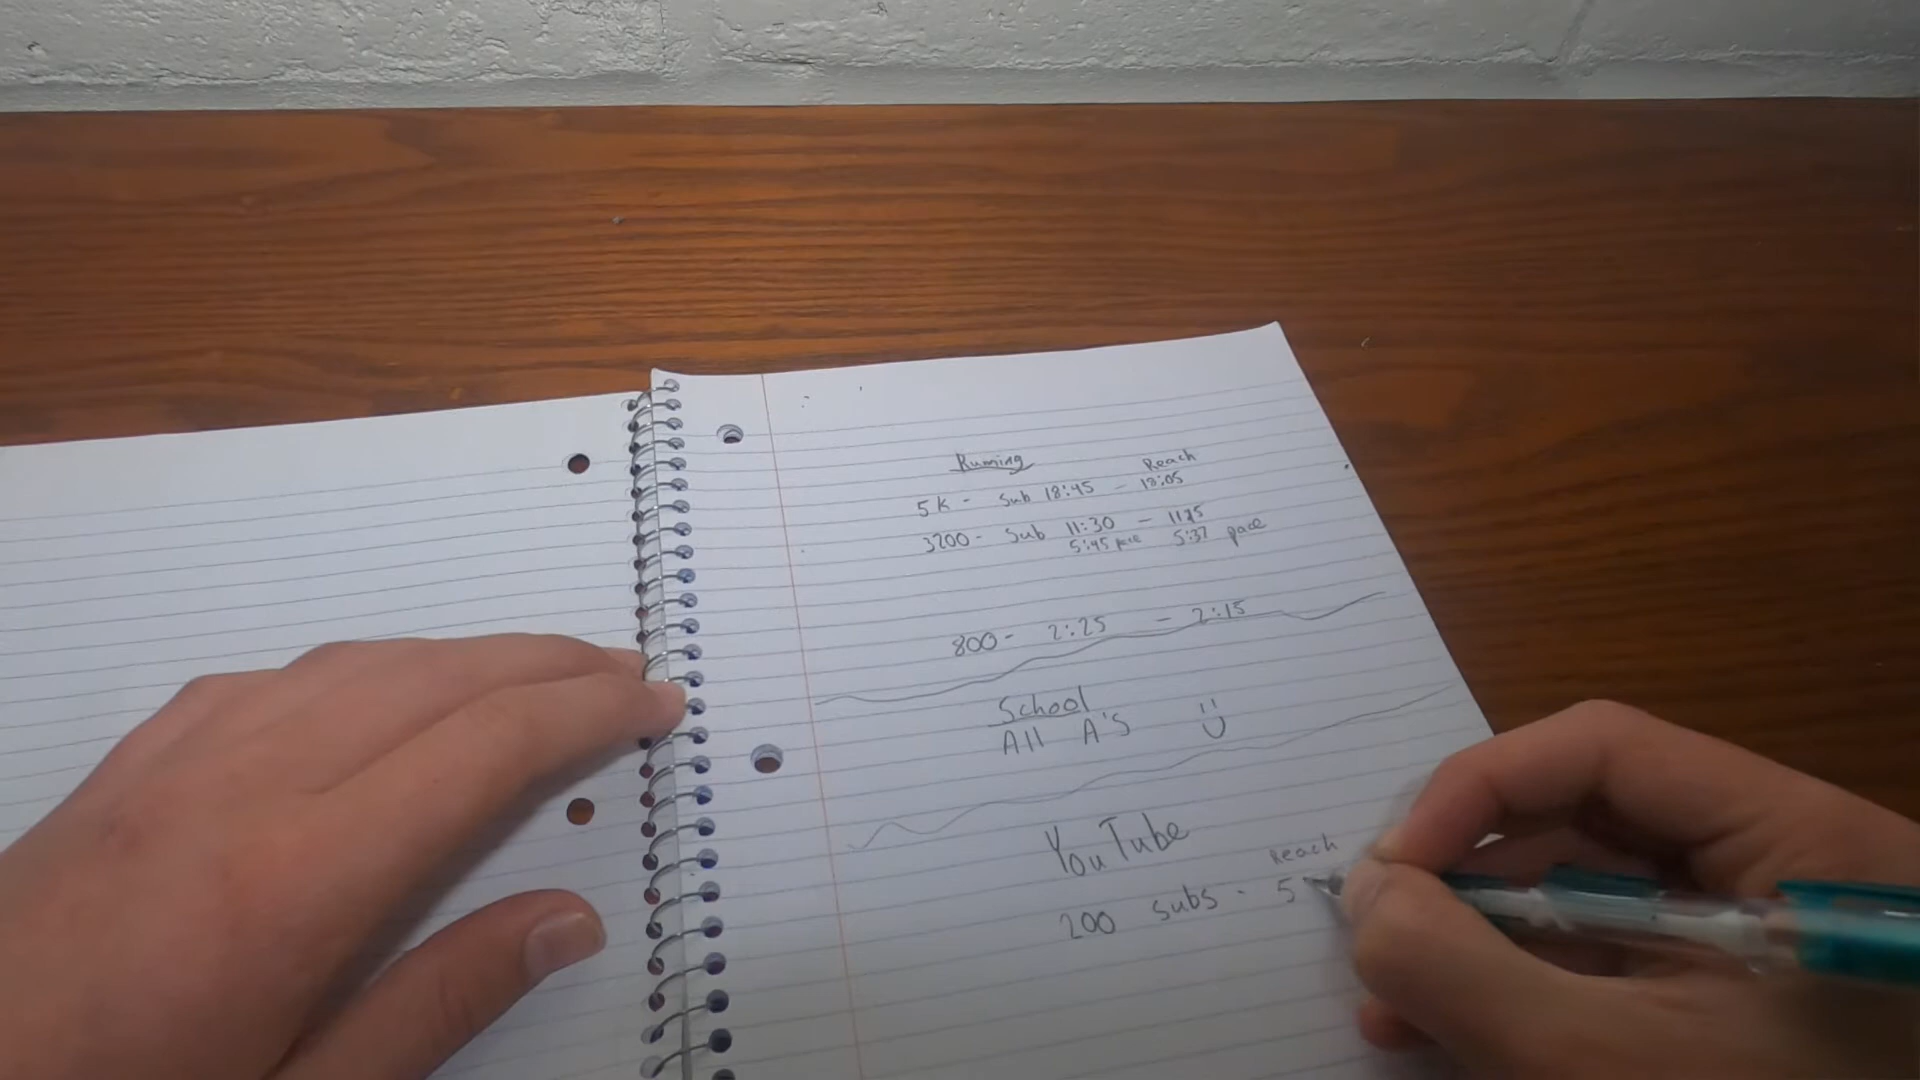 Running
Reach
5K - Sub 18:45 - 18:05
3200 - Sub 11:30 - 11:15
5:45 pace 5:37 pace
800 - 2:25 - 2:15
School
All A's :)
YouTube
Reach
200 subs - 5